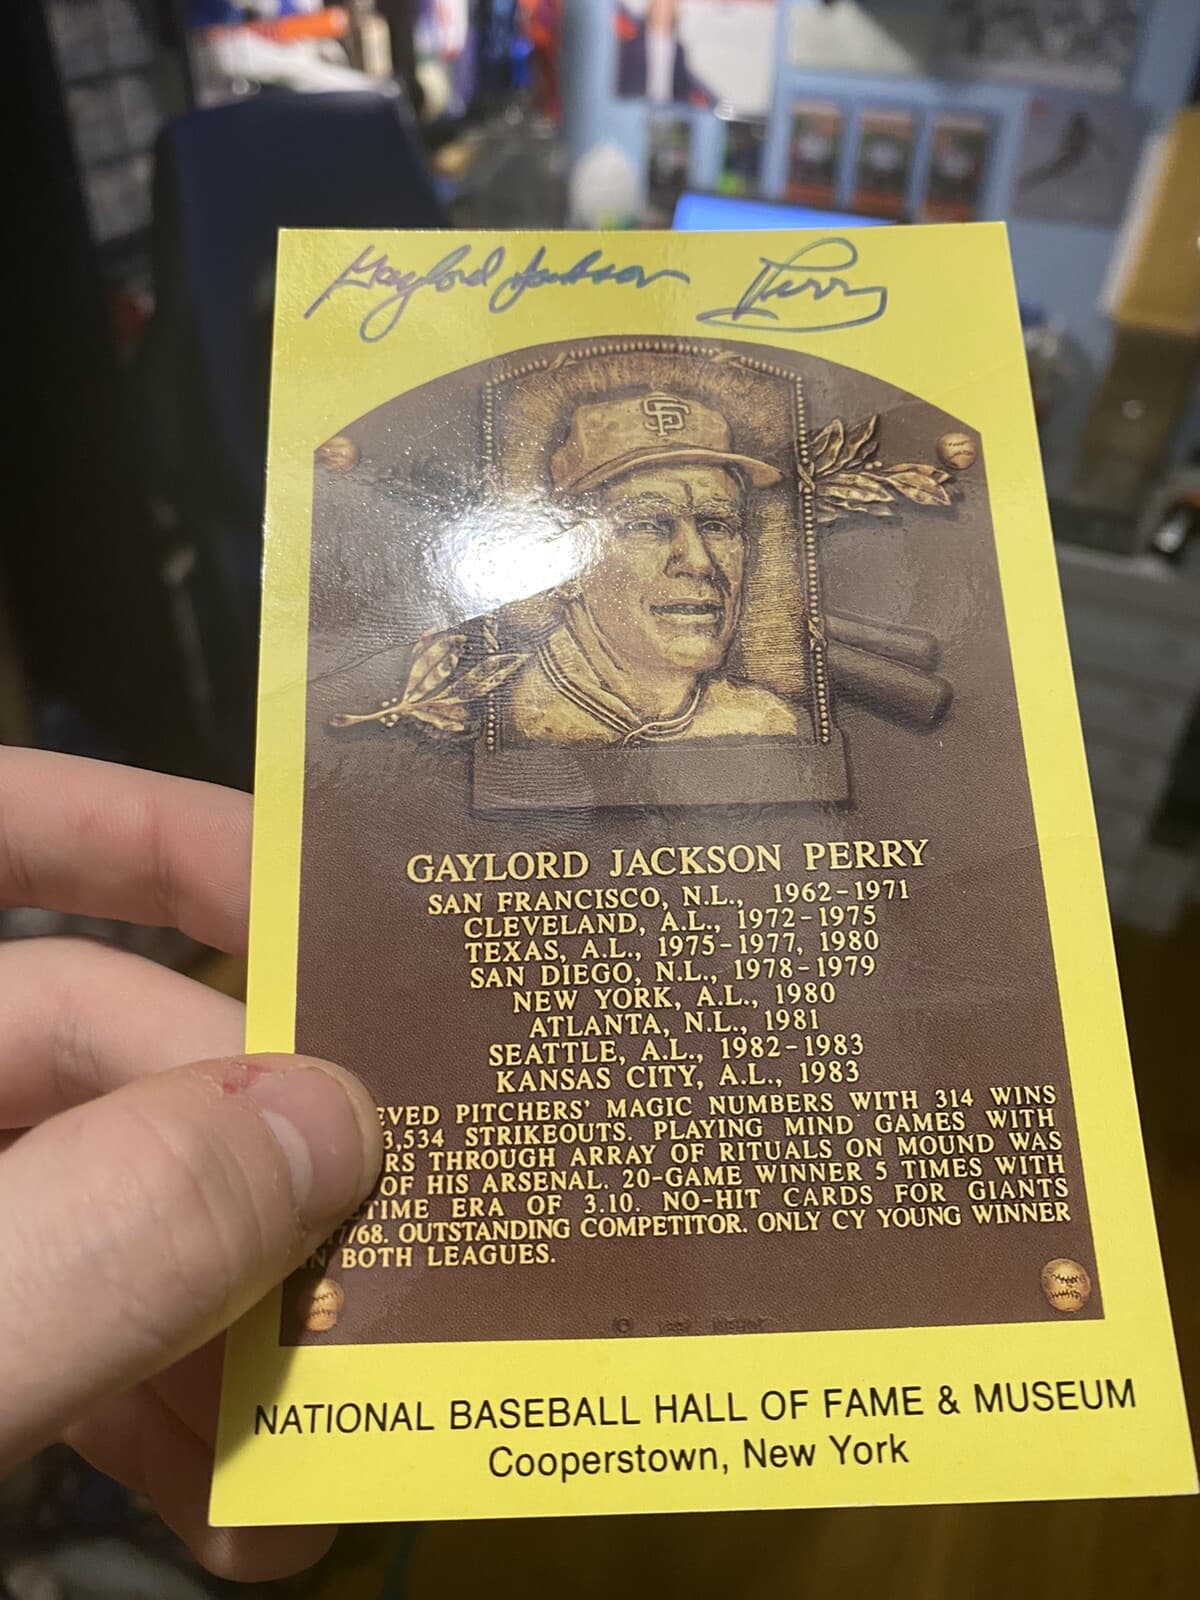 Gaylord Jackson Perry
SF
GAYLORD JACKSON PERRY
SAN FRANCISCO, N.L., 1962-1971
CLEVELAND, A.L., 1972-1975
TEXAS, A.L., 1975-1977, 1980
SAN DIEGO, N.L., 1978-1979
NEW YORK, A.L., 1980
ATLANTA, N.L., 1981
SEATTLE, A.L., 1982-1983
KANSAS CITY, A.L., 1983
PITCHERS' MAGIC NUMBERS WITH 314 WINS
3,534 STRIKEOUTS. PLAYING MIND GAMES WITH
THROUGH ARRAY OF RITUALS ON MOUND WAS
OF HIS ARSENAL. 20-GAME WINNER 5 TIMES WITH
ERA OF 3.10. NO-HIT CARDS FOR GIANTS
OUTSTANDING COMPETITOR. ONLY CY YOUNG WINNER
IN BOTH LEAGUES.
NATIONAL BASEBALL HALL OF FAME & MUSEUM
Cooperstown, New York